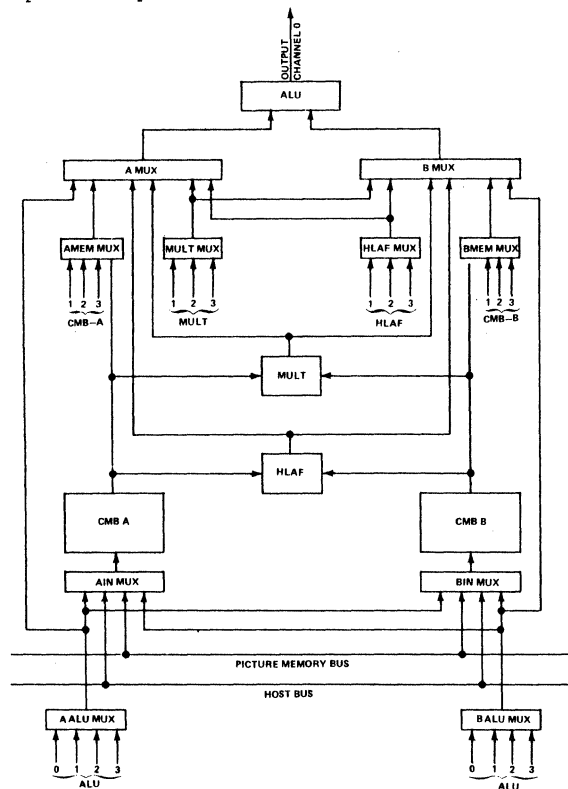 OUTPUT
CHANNEL 0
ALU
A MUX
B MUX
AMEM MUX
MULT MUX
HLAF MUX
BMEM MUX
1 2 3
1 2 3
1 2 3
1 2 3
CMB-A
MULT
HLAF
CMB-B
MULT
HLAF
CMB A
CMB B
AIN MUX
BIN MUX
PICTURE MEMORY BUS
HOST BUS
A ALU MUX
B ALU MUX
0 1 2 3
0 1 2 3
ALU
ALU